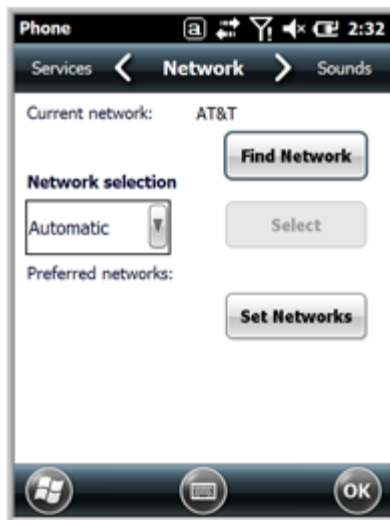 Phone a 2:32
Services Network Sounds
Current network: AT&T
Find Network
Network selection
Automatic
Select
Preferred networks:
Set Networks
OK